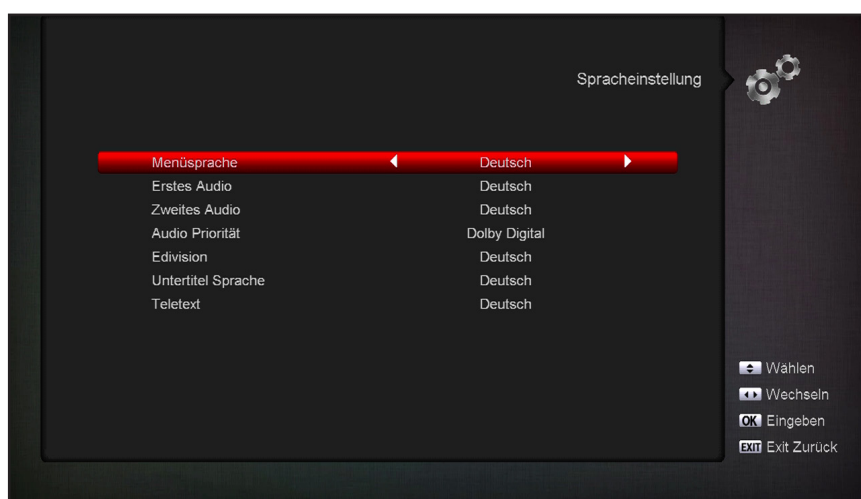 Spracheinstellung
Menüsprache Deutsch
Erstes Audio Deutsch
Zweites Audio Deutsch
Audio Priorität Dolby Digital
Edivision Deutsch
Untertitel Sprache Deutsch
Teletext Deutsch
Wählen
Wechseln
OK Eingeben
EXIT Exit Zurück